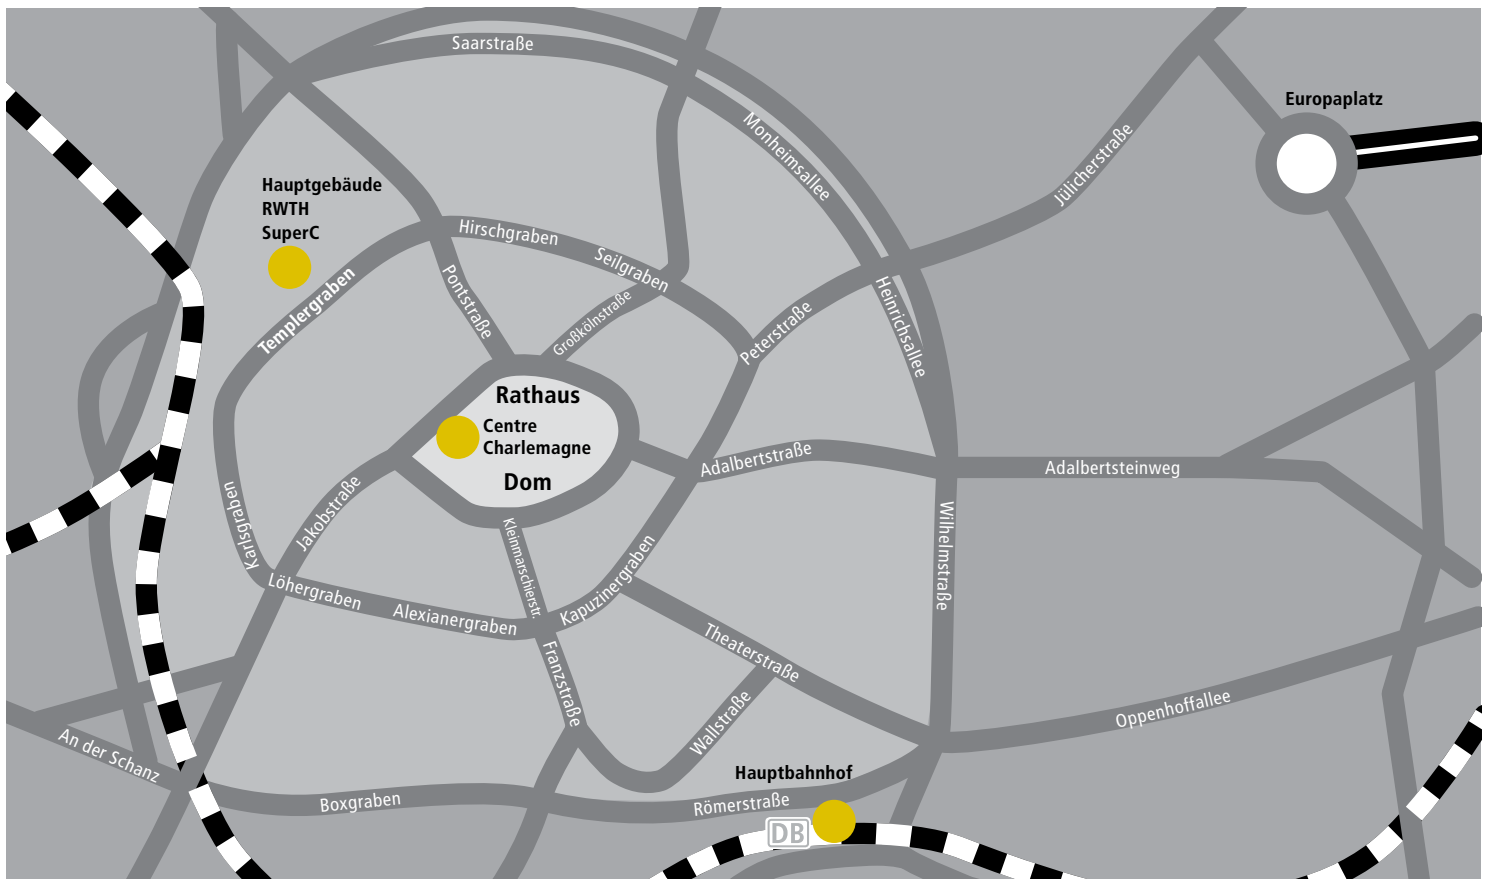 Saarstraße
Europaplatz
Monheimsallee
Jülicherstraße
Hauptgebäude
RWTH
SuperC
Hirschgraben
Seilgraben
Templergraben
Pontstraße
Großkölnstraße
Peterstraße
Heinrichsallee
Rathaus
Centre
Charlemagne
Dom
Adalbertstraße
Adalbertsteinweg
Karlsgraben
Jakobstraße
Kleinmarschierstr.
Wilhelmstraße
Löhergraben
Alexianergraben
Kapuzinergraben
Theaterstraße
Franzstraße
Wallstraße
Oppenhoffallee
An der Schanz
Hauptbahnhof
Boxgraben
Römerstraße
DB